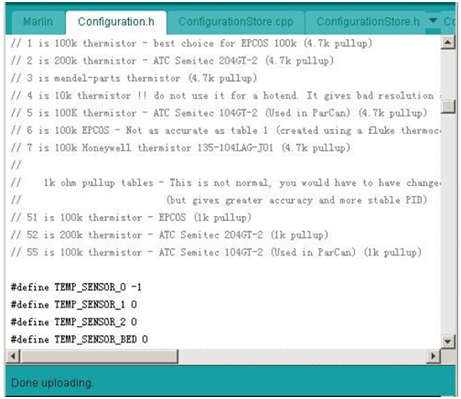 Marlin Configuration.h ConfigurationStore.cpp ConfigurationStore.h
// 1 is 100k thermistor - best choice for EPCOS 100k (4.7k pullup)
// 2 is 200k thermistor - ATC Semitec 204GT-2 (4.7k pullup)
// 3 is mendel-parts thermistor (4.7k pullup)
// 4 is 10k thermistor !! do not use it for a hotend. It gives bad resolution
// 5 is 100K thermistor - ATC Semitec 104GT-2 (Used in ParCan) (4.7k pullup)
// 6 is 100k EPCOS - Not as accurate as table 1 (created using a fluke thermoc
// 7 is 100k Honeywell thermistor 135-104LAG-J01 (4.7k pullup)
//
// 1k ohm pullup tables - This is not normal, you would have to have change
// (but gives greater accuracy and more stable PID)
// 51 is 100k thermistor - EPCOS (1k pullup)
// 52 is 200k thermistor - ATC Semitec 204GT-2 (1k pullup)
// 55 is 100k thermistor - ATC Semitec 104GT-2 (Used in ParCan) (1k pullup)
#define TEMP_SENSOR_0 -1
#define TEMP_SENSOR_1 0
#define TEMP_SENSOR_2 0
#define TEMP_SENSOR_BED 0
Done uploading.